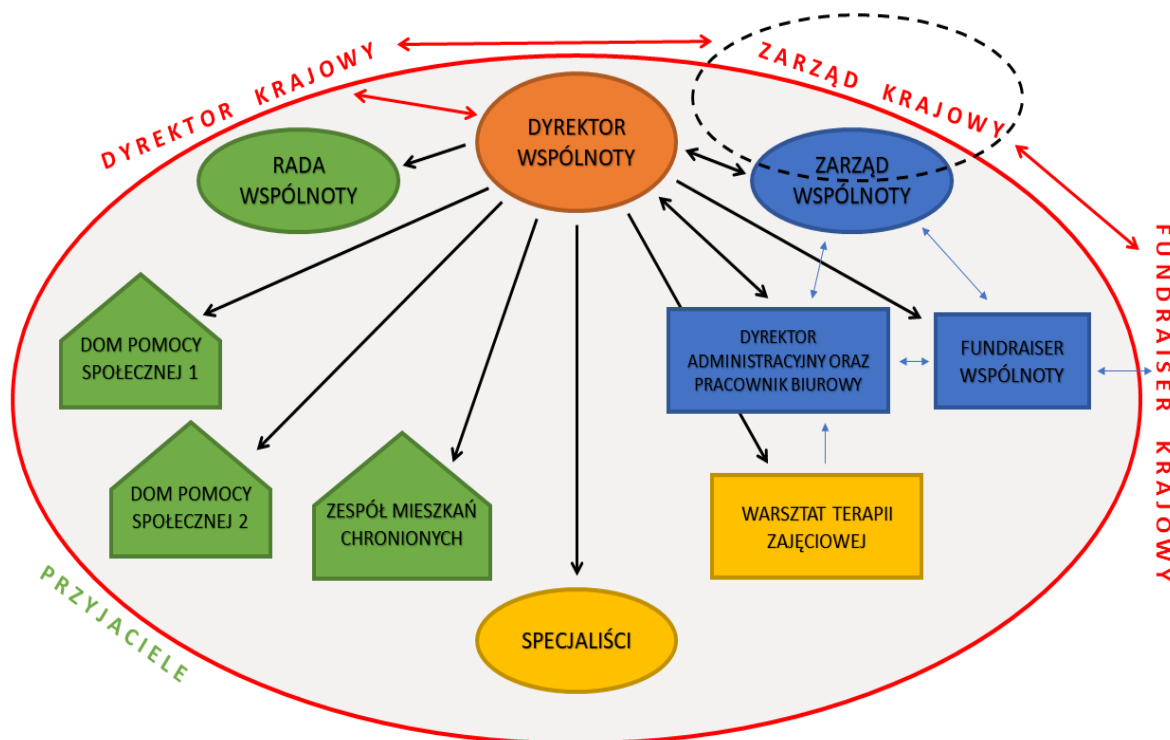 DYREKTOR KRAJOWY
ZARZĄD KRAJOWY
DYREKTOR
WSPÓLNOTY
RADA
WSPÓLNOTY
ZARZĄD
WSPÓLNOTY
FUNDRAISER KRAJOWY
DOM POMOCY
SPOŁECZNEJ 1
DYREKTOR
ADMINISTRACYJNY ORAZ
PRACOWNIK BIUROWY
FUNDRAISER
WSPÓLNOTY
DOM POMOCY
SPOŁECZNEJ 2
ZESPÓŁ MIESZKAŃ
CHRONIONYCH
WARSZTAT TERAPII
ZAJĘCIOWEJ
PRZYJACIELE
SPECJALIŚCI